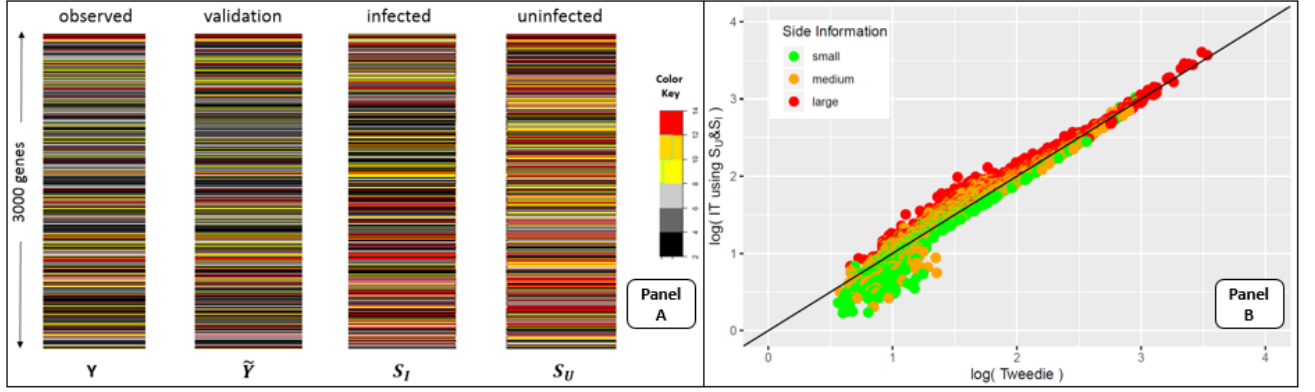 observed validation infected uninfected
3000 genes
Color
Key
14
12
10
8
6
4
2
Panel
A
Y Ỹ S_I S_U
Side Information
small
medium
large
log( IT using S_U&S_I )
4
3
2
1
0
0 1 2 3 4
log( Tweedie )
Panel
B